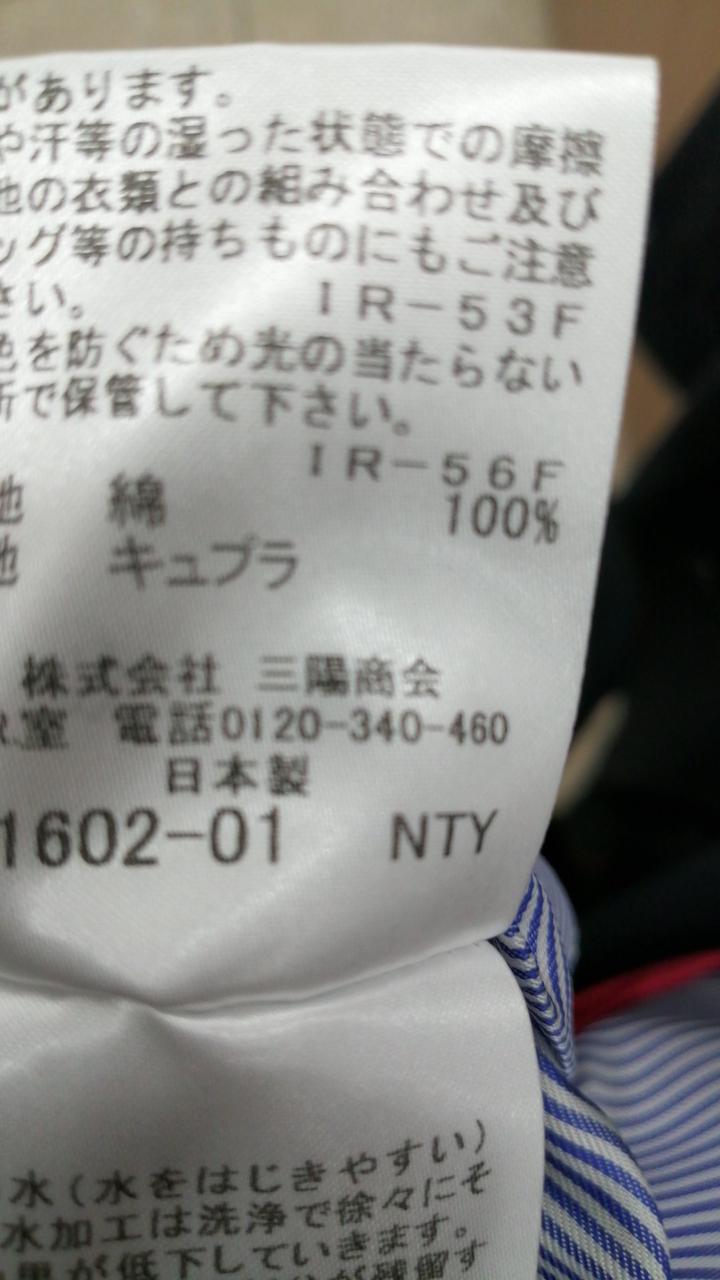 があります。
や汗等の湿った状態での摩擦
他の衣類との組み合わせ及び
ッグ等の持ちものにもご注意
さい。 IR-53F
色を防ぐため光の当たらない
所で保管して下さい。
IR-56F
地 綿 100%
地 キュプラ
株式会社 三陽商会
室 電話0120-340-460
日本製
1602-01 NTY
水(水をはじきやすい)
水加工は洗浄で徐々にそ
果が低下していきます。
が残留す